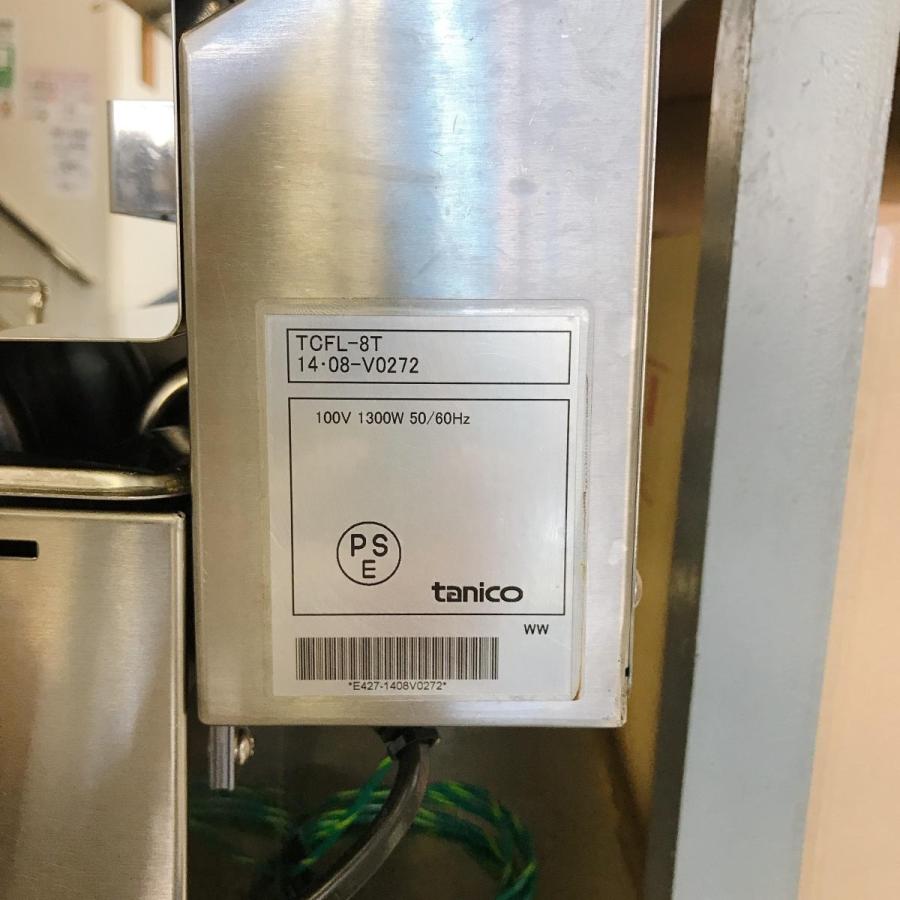 TCFL-8T
14・08-V0272
100V 1300W 50/60Hz
PS
E
tanico
WW
*E427-1408V0272*